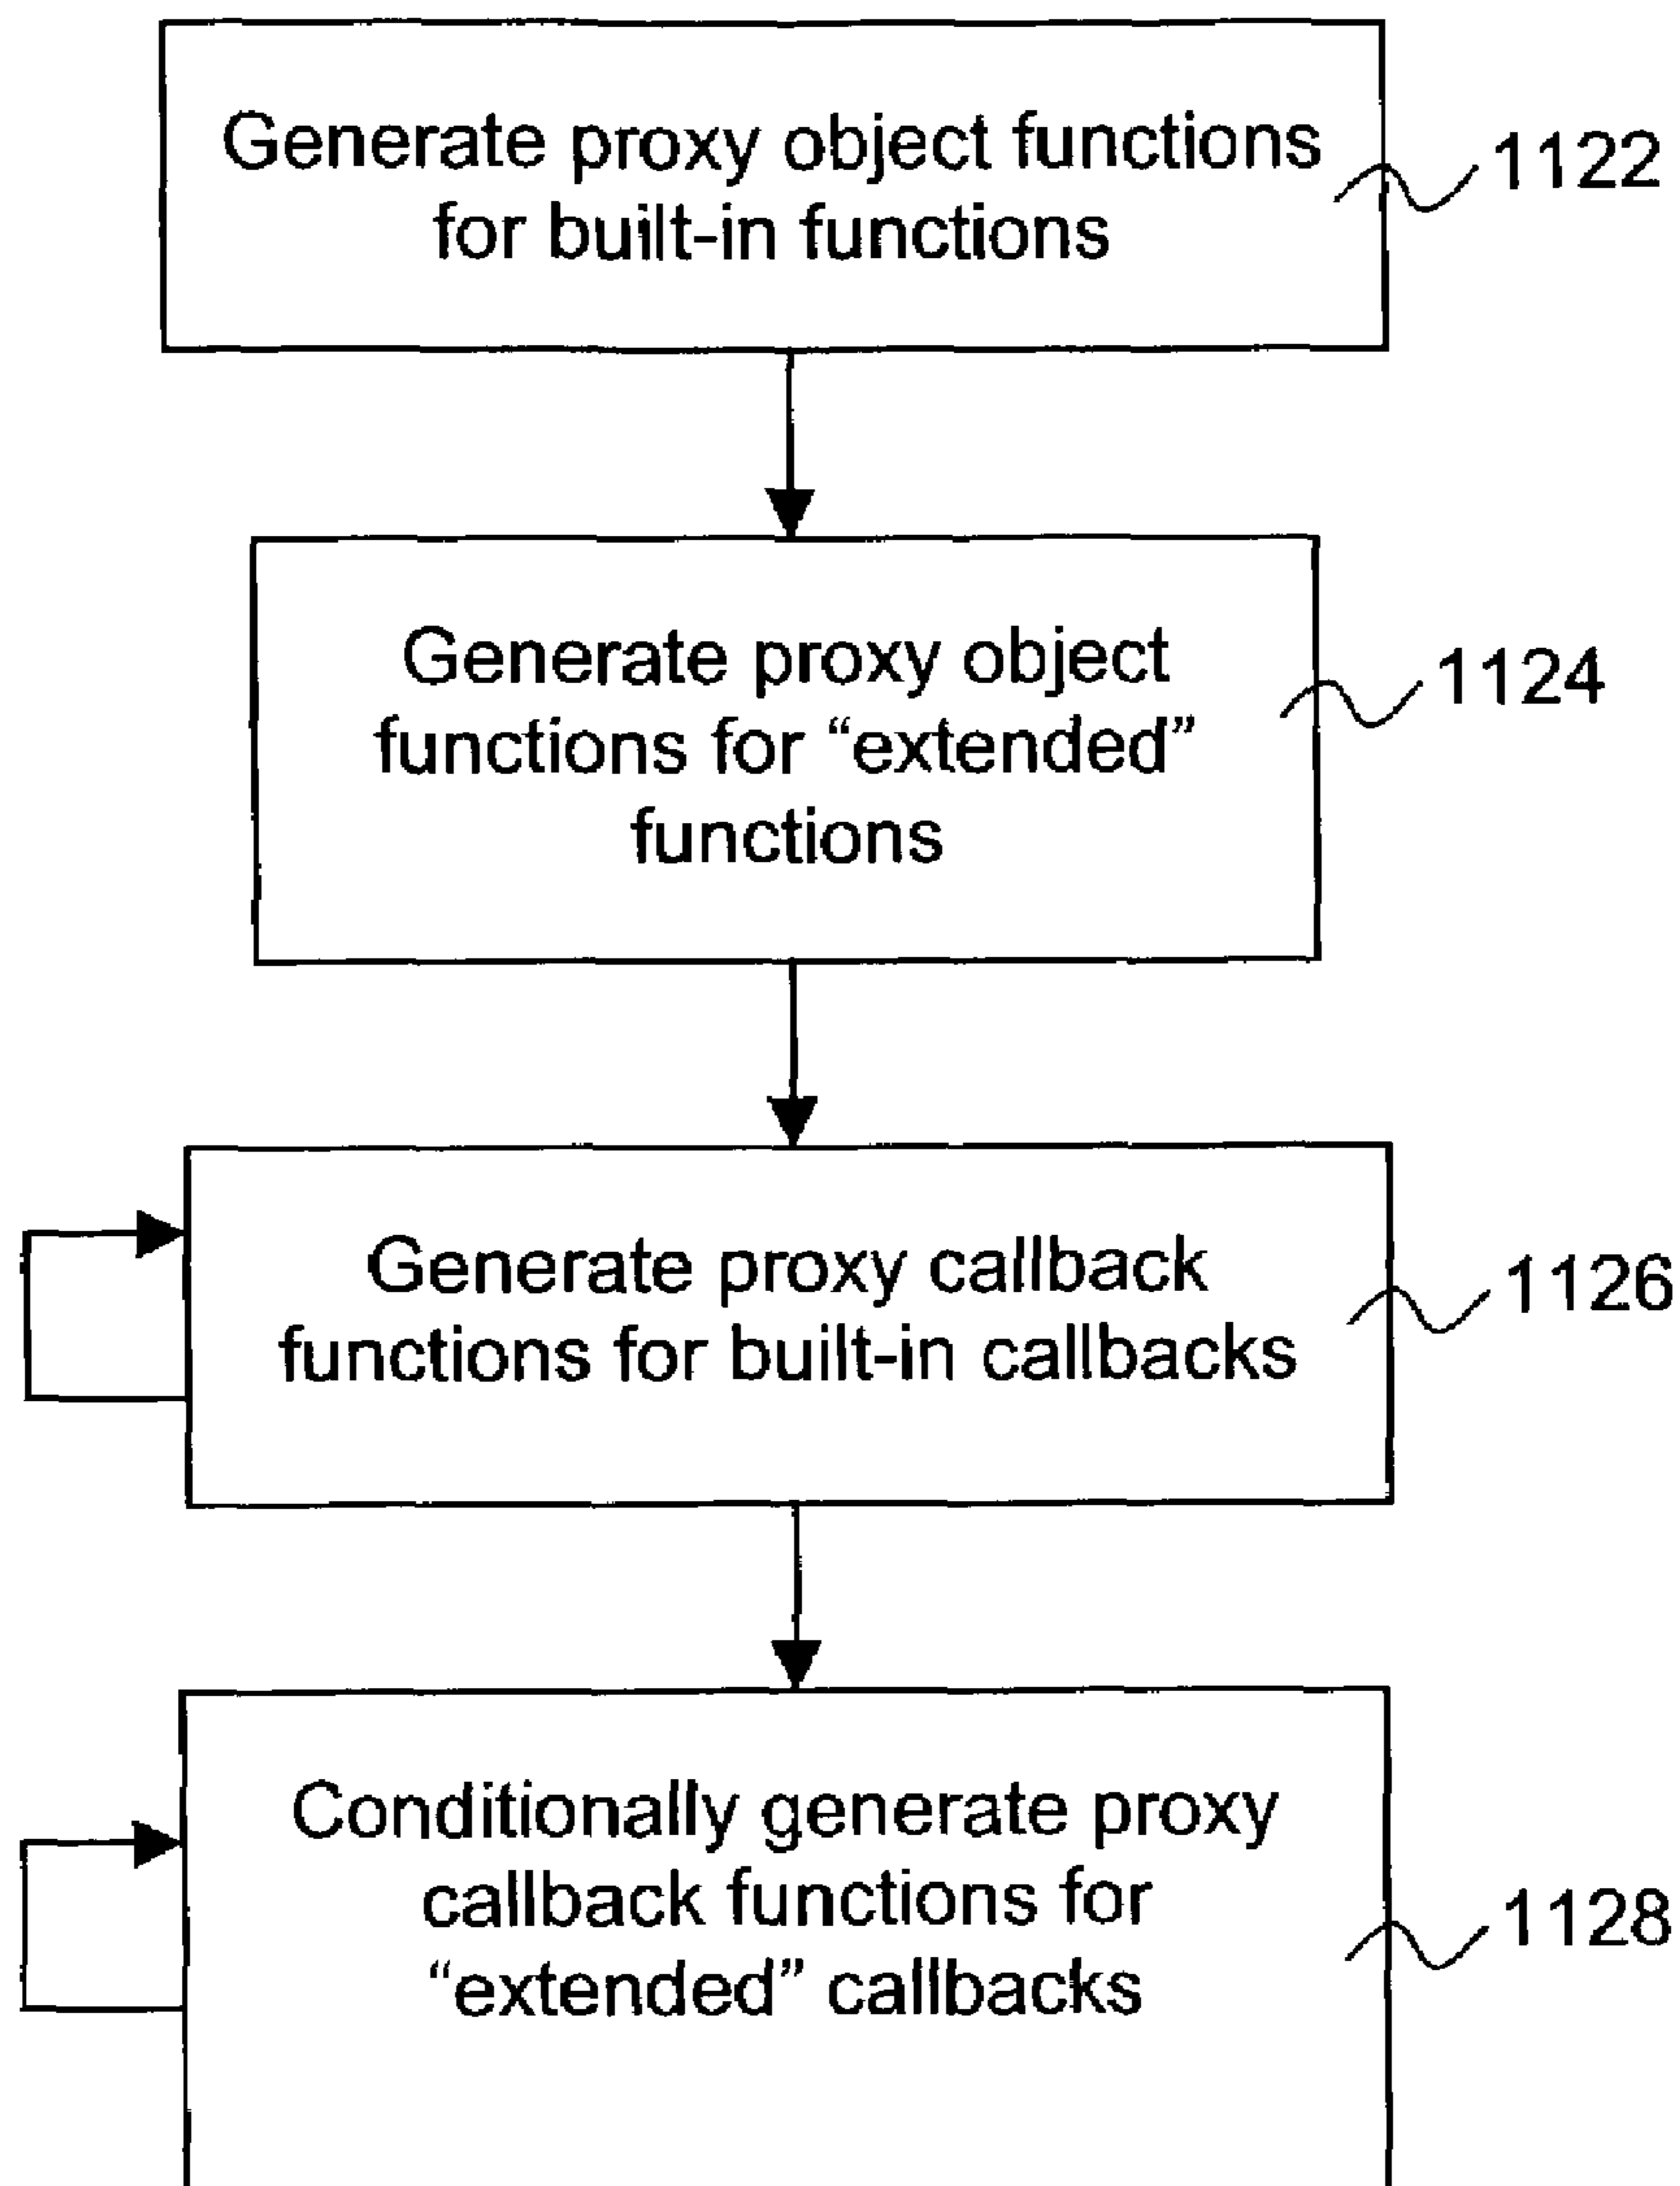 Generate proxy object functions
for built-in functions
1122
Generate proxy object
functions for “extended”
functions
1124
Generate proxy callback
functions for built-in callbacks
1126
Conditionally generate proxy
callback functions for
“extended” callbacks
1128